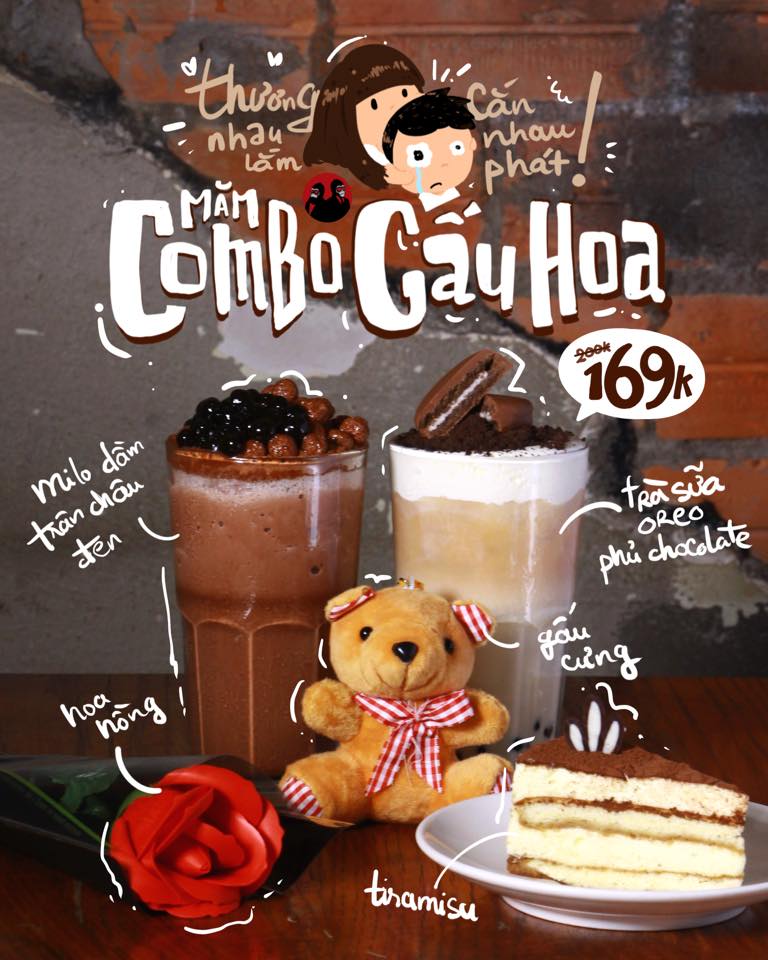 thương
nhau
lắm
cắn
nhau
phát!
MĂM
ComBo Gấu Hoa
200k
169k
milo dầm
trân châu
đen
trà sữa
OREO
phủ chocolate
gấu
cưng
hoa
hồng
tiramisu